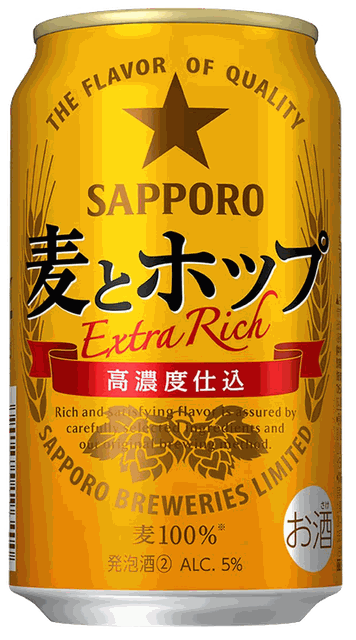 THE FLAVOR OF QUALITY
SAPPORO
麦とホップ
Extra Rich
高濃度仕込
Rich and satisfying flavor is assured by
carefully selected ingredients and
our original brewing method.
SAPPORO BREWERIES LIMITED
麦100%※
さけ
お酒
発泡酒② ALC. 5%